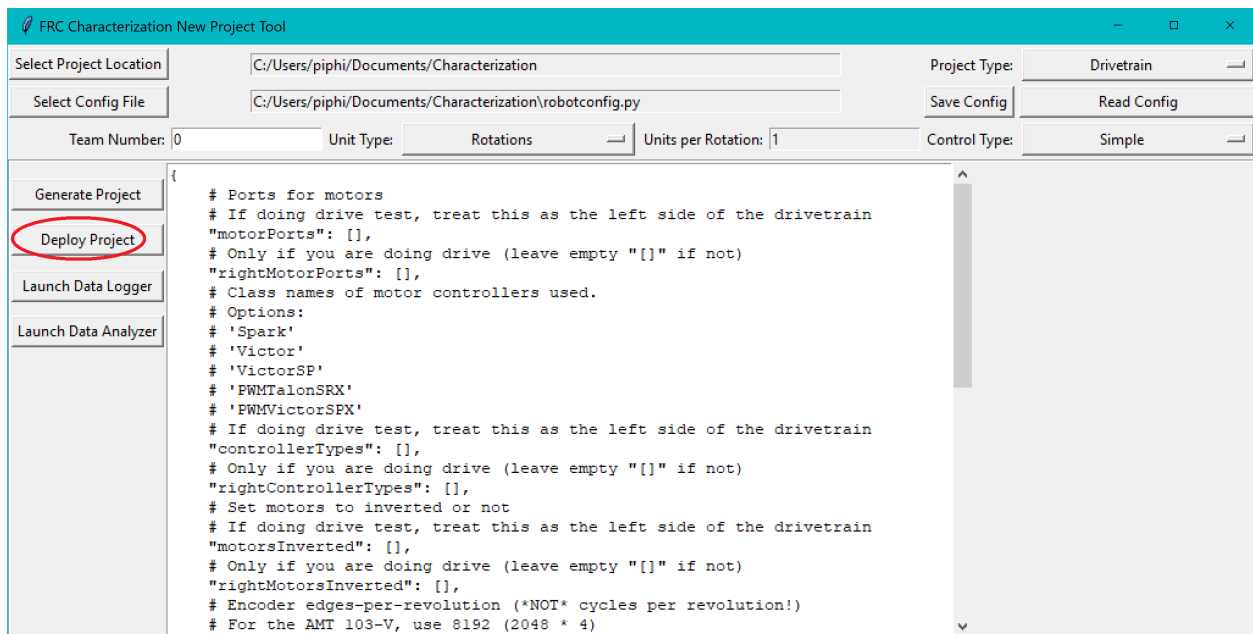 FRC Characterization New Project Tool
Select Project Location C:/Users/piphi/Documents/Characterization Project Type: Drivetrain
Select Config File C:/Users/piphi/Documents/Characterization\robotconfig.py Save Config Read Config
Team Number: 0 Unit Type: Rotations Units per Rotation: 1 Control Type: Simple
Generate Project
Deploy Project
Launch Data Logger
Launch Data Analyzer
{
# Ports for motors
# If doing drive test, treat this as the left side of the drivetrain
"motorPorts": [],
# Only if you are doing drive (leave empty "[]" if not)
"rightMotorPorts": [],
# Class names of motor controllers used.
# Options:
# 'Spark'
# 'Victor'
# 'VictorSP'
# 'PWMTalonSRX'
# 'PWMVictorSPX'
# If doing drive test, treat this as the left side of the drivetrain
"controllerTypes": [],
# Only if you are doing drive (leave empty "[]" if not)
"rightControllerTypes": [],
# Set motors to inverted or not
# If doing drive test, treat this as the left side of the drivetrain
"motorsInverted": [],
# Only if you are doing drive (leave empty "[]" if not)
"rightMotorsInverted": [],
# Encoder edges-per-revolution (*NOT* cycles per revolution!)
# For the AMT 103-V, use 8192 (2048 * 4)